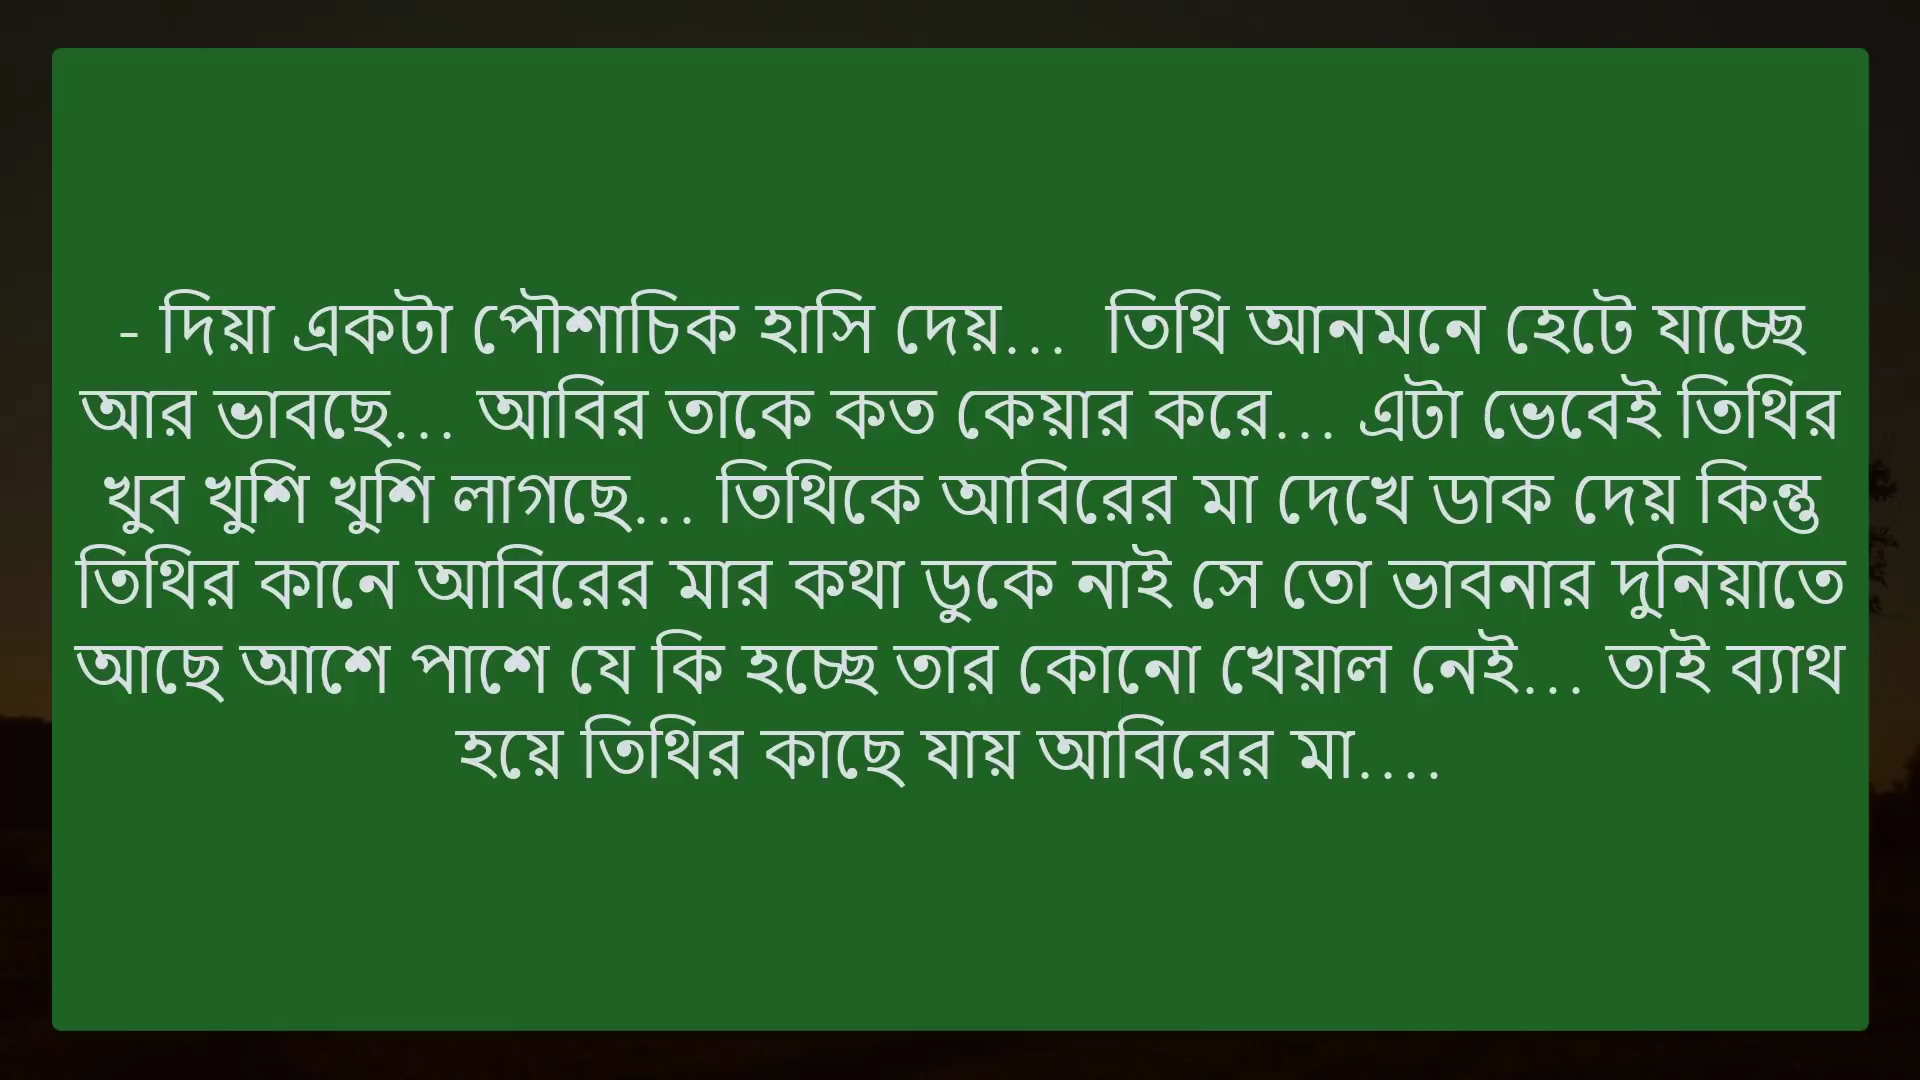 - দিয়া একটা পৌশাচিক হাসি দেয়... তিথি আনমনে হেটে যাচ্ছে
আর ভাবছে... আবির তাকে কত কেয়ার করে... এটা ভেবেই তিথির
খুব খুশি খুশি লাগছে... তিথিকে আবিরের মা দেখে ডাক দেয় কিন্তু
তিথির কানে আবিরের মার কথা ডুকে নাই সে তো ভাবনার দুনিয়াতে
আছে আশে পাশে যে কি হচ্ছে তার কোনো খেয়াল নেই... তাই ব্যাথ
হয়ে তিথির কাছে যায় আবিরের মা....